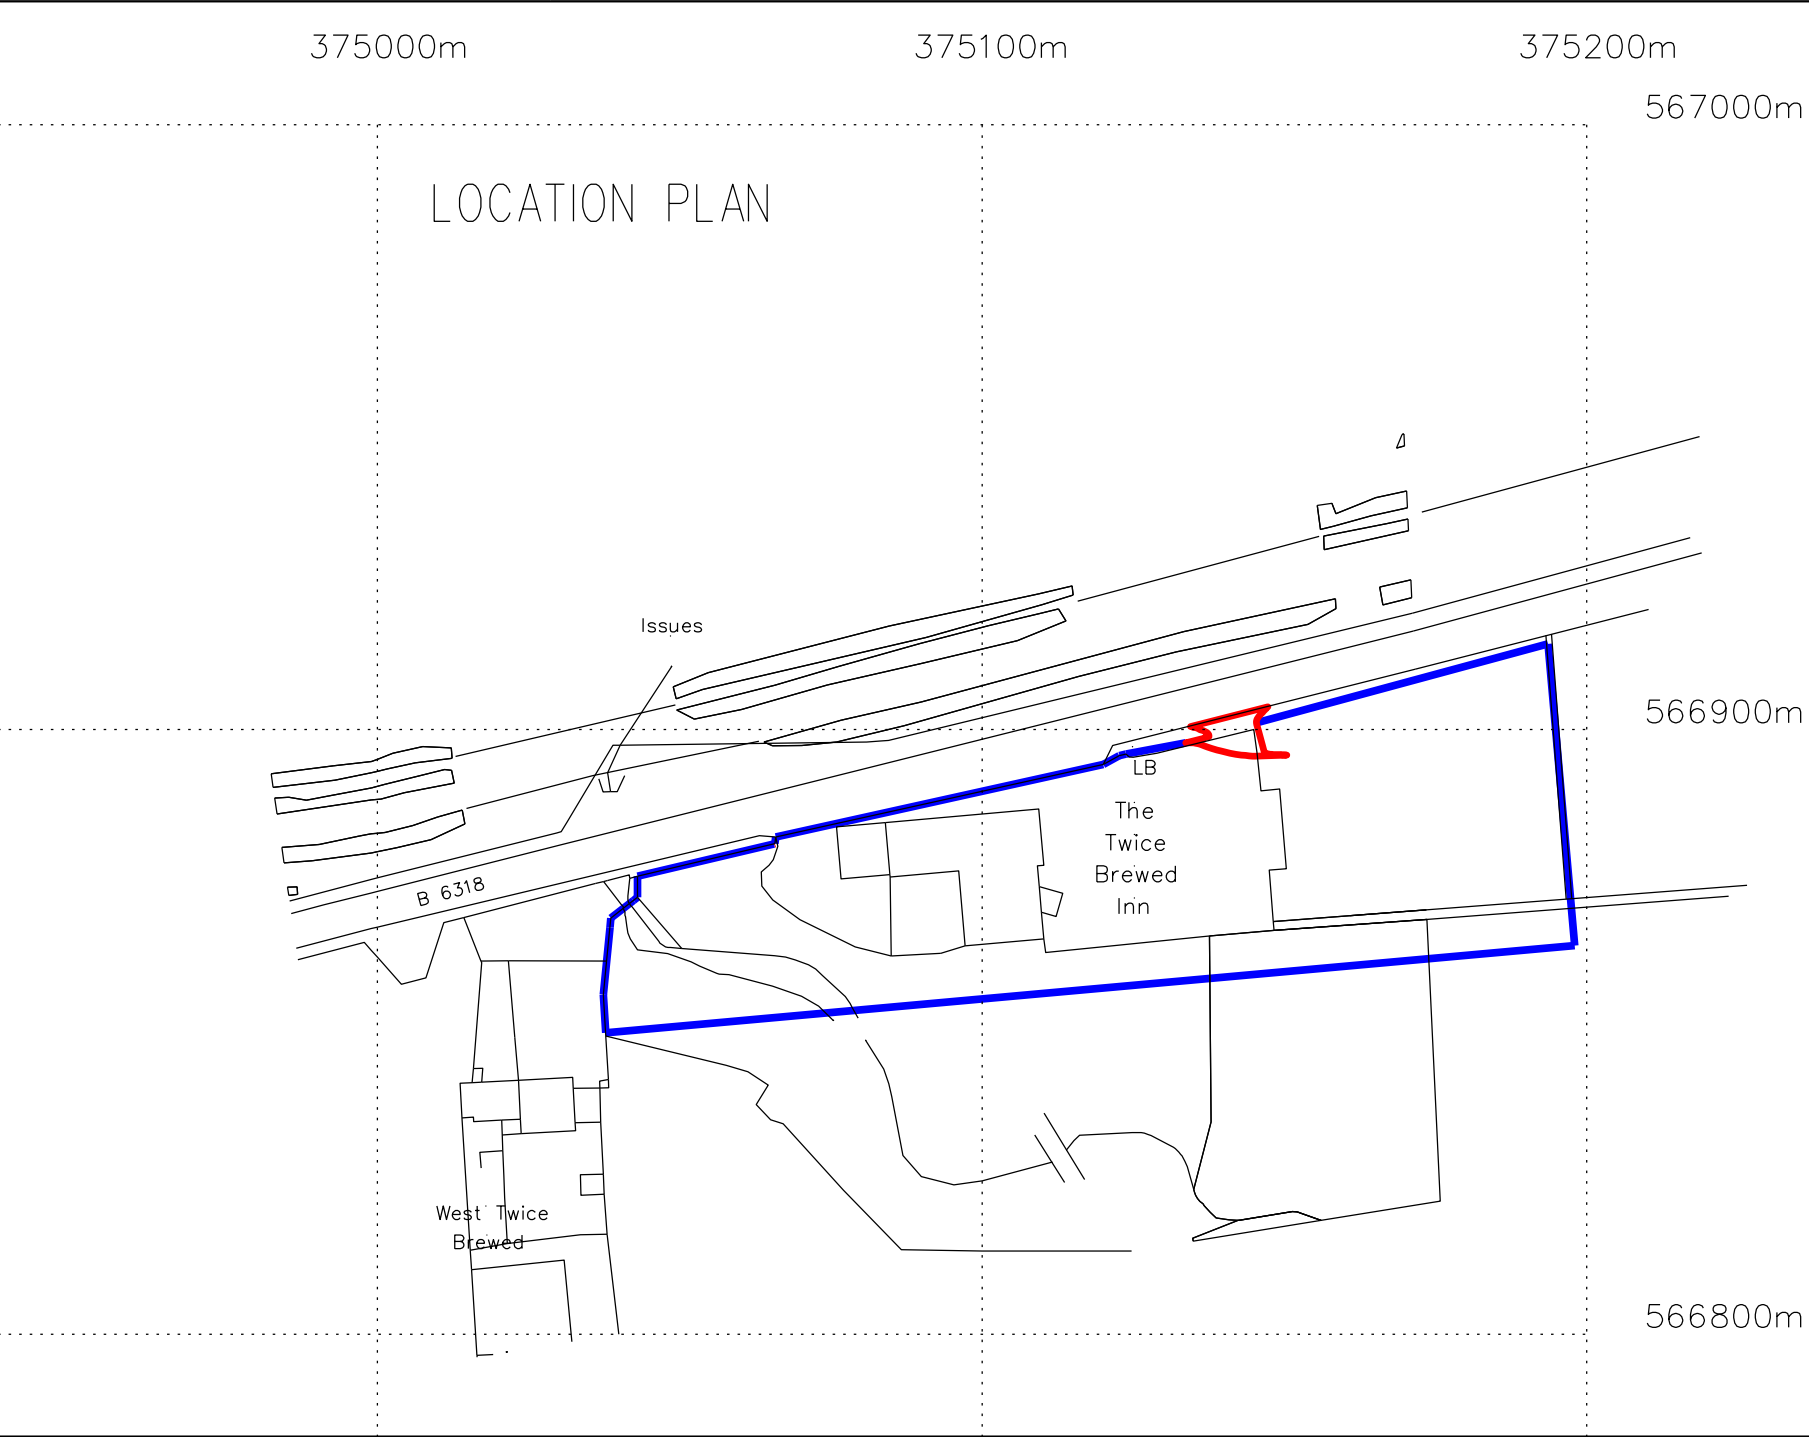 375000m
375100m
375200m
567000m
LOCATION PLAN
Issues
566900m
LB
The
Twice
Brewed
Inn
B 6318
West Twice
Brewed
566800m